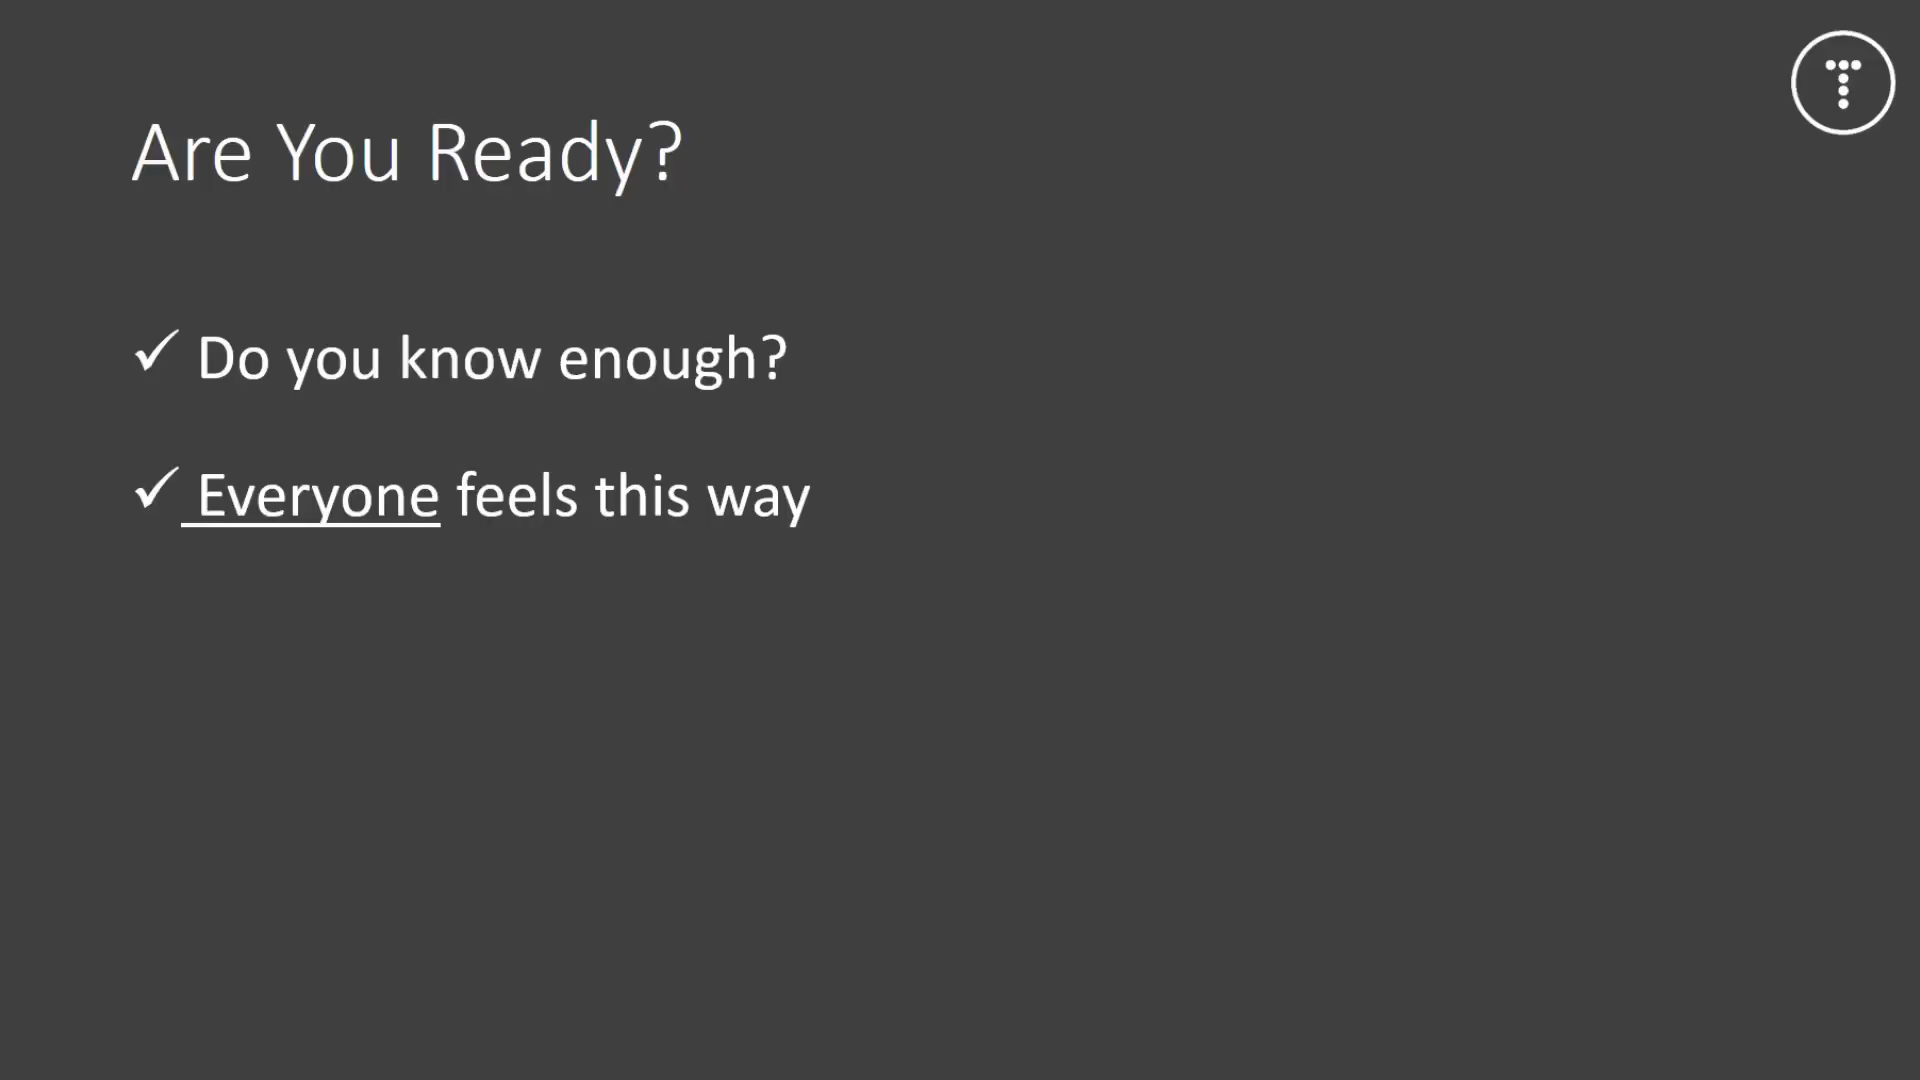 T
Are You Ready?
✓ Do you know enough?
✓ Everyone feels this way